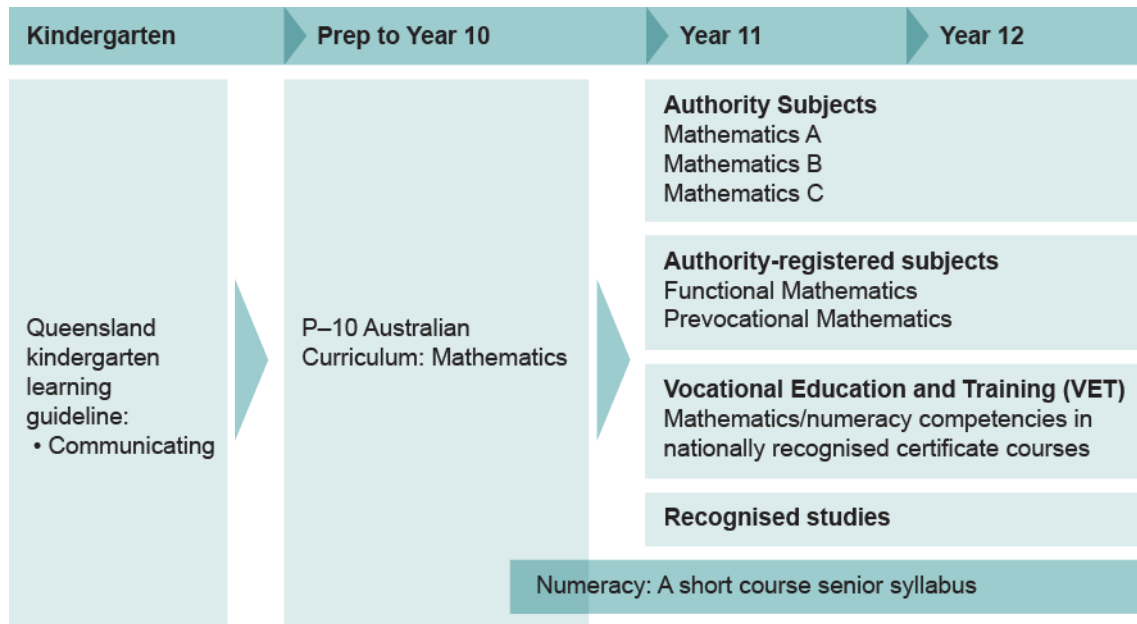 Kindergarten
Prep to Year 10
Year 11
Year 12
Queensland
kindergarten
learning
guideline:
• Communicating
P–10 Australian
Curriculum: Mathematics
Authority Subjects
Mathematics A
Mathematics B
Mathematics C
Authority-registered subjects
Functional Mathematics
Prevocational Mathematics
Vocational Education and Training (VET)
Mathematics/numeracy competencies in
nationally recognised certificate courses
Recognised studies
Numeracy: A short course senior syllabus